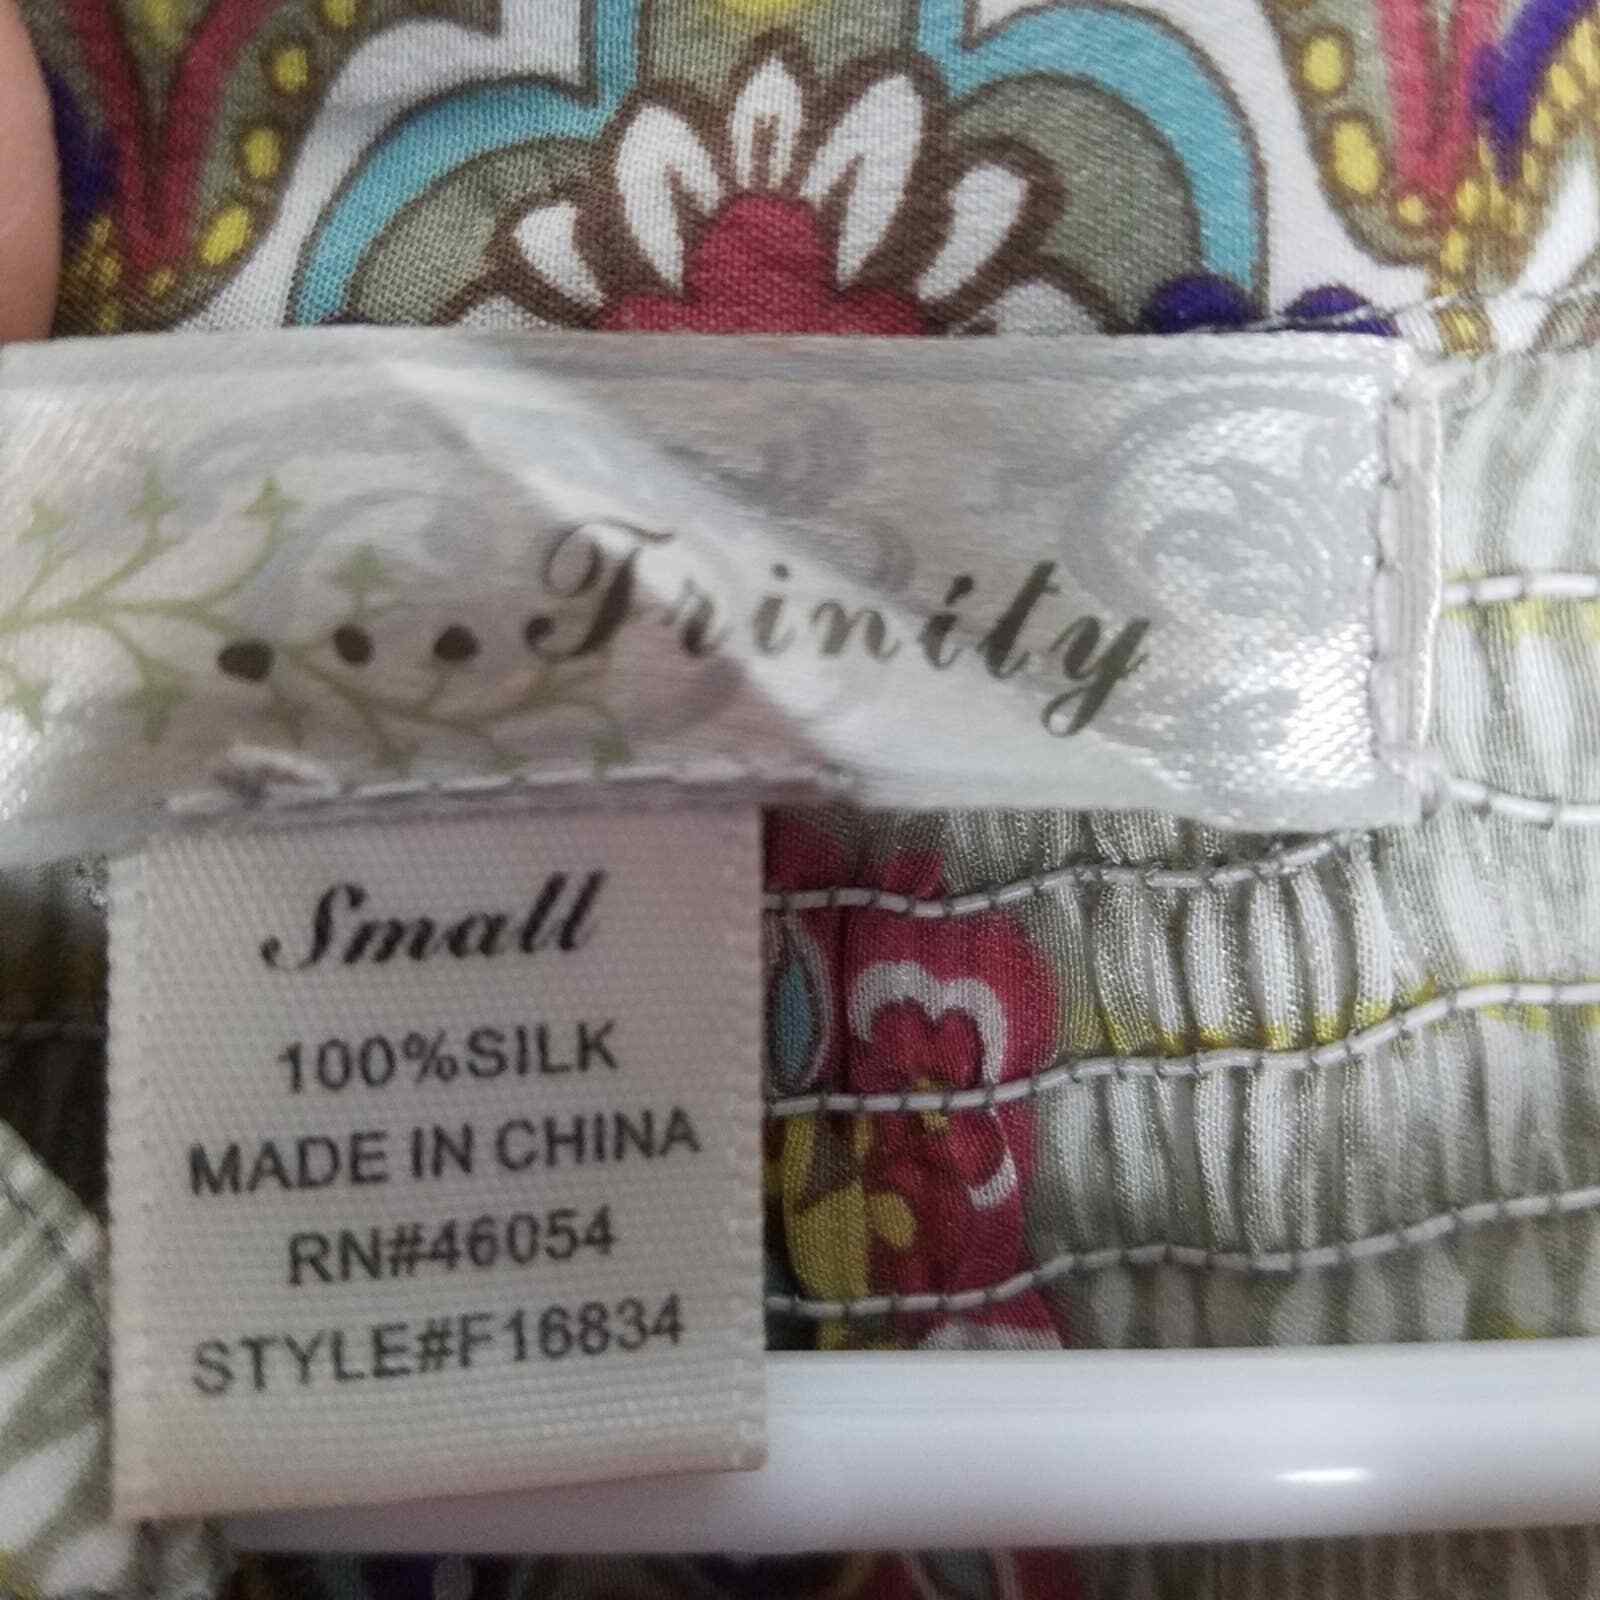 ...Trinity
Small
100%SILK
MADE IN CHINA
RN#46054
STYLE#F16834